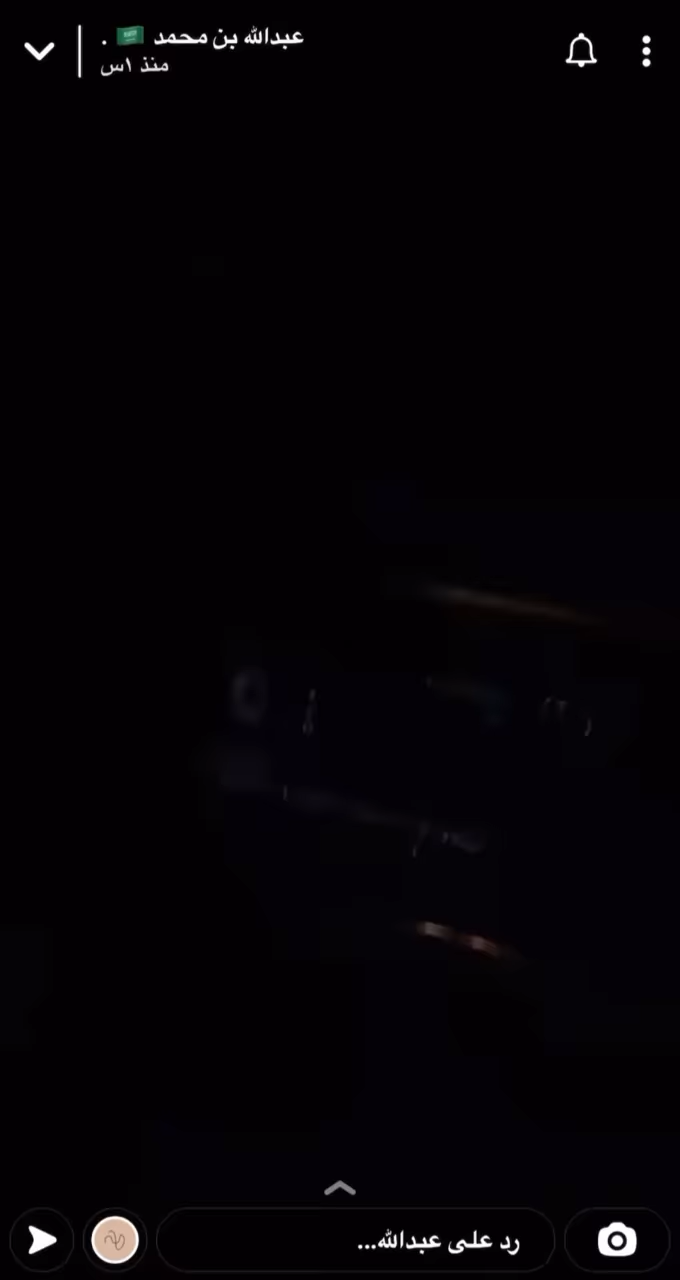 عبدالله بن محمد 🇸🇦 .
منذ ١س
رد على عبدالله...